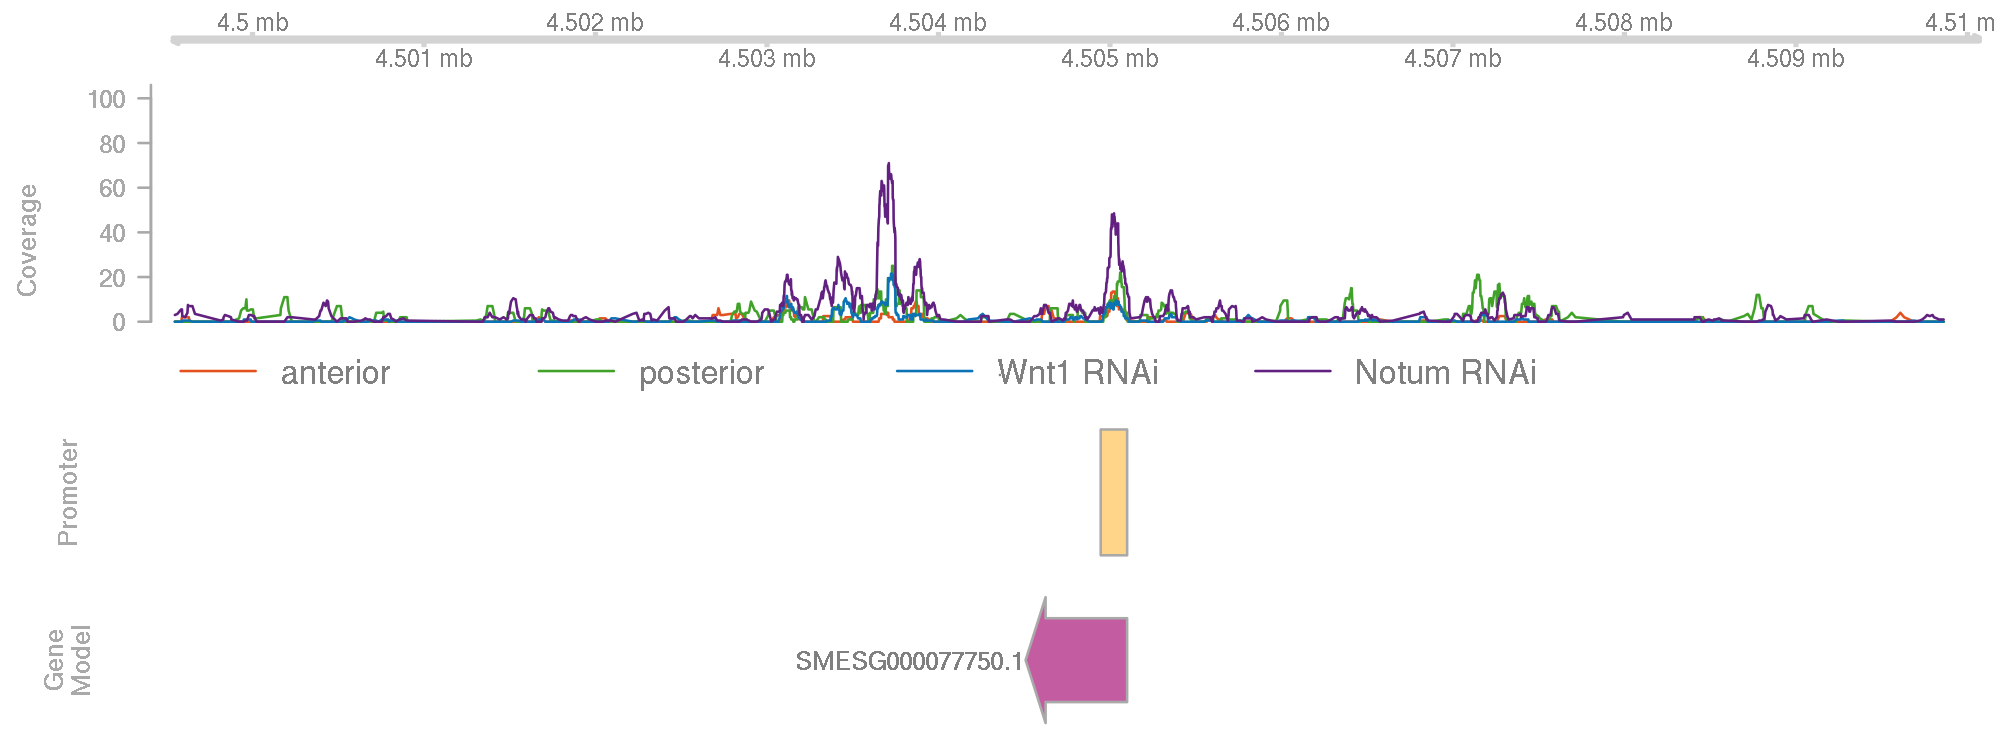 4.5 mb 4.502 mb 4.504 mb 4.506 mb 4.508 mb 4.51 m
4.501 mb 4.503 mb 4.505 mb 4.507 mb 4.509 mb
100
80
60
40
20
0
Coverage
anterior posterior Wnt1 RNAi Notum RNAi
Promoter
Gene
Model
SMESG000077750.1